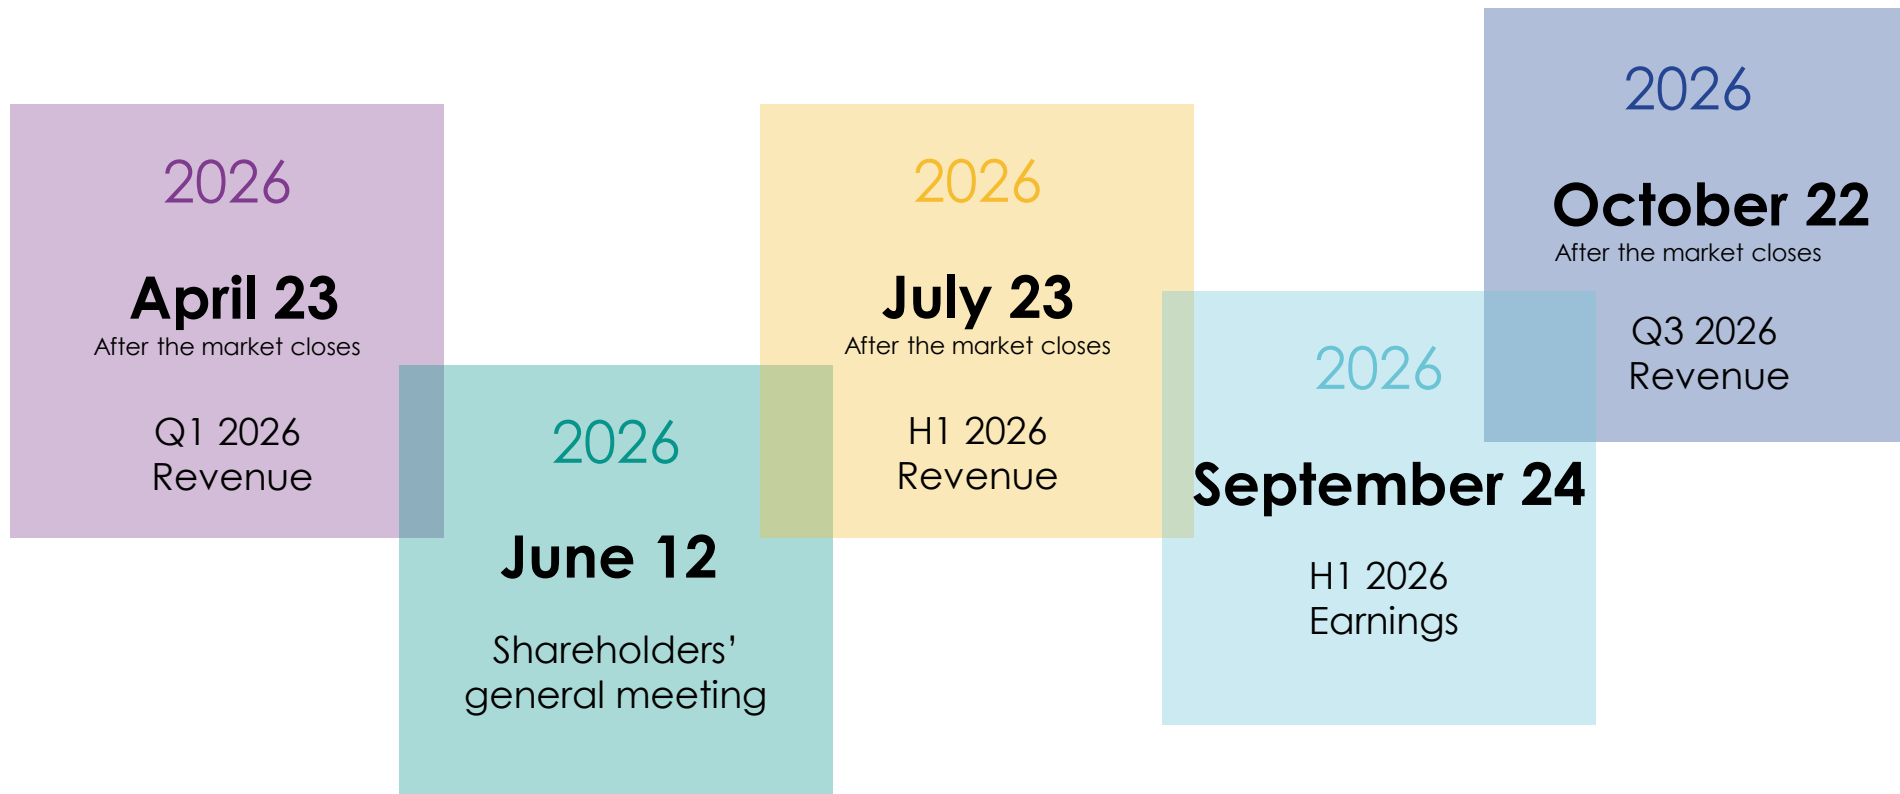 2026
April 23
After the market closes
Q1 2026
Revenue
2026
June 12
Shareholders’
general meeting
2026
July 23
After the market closes
H1 2026
Revenue
2026
September 24
H1 2026
Earnings
2026
October 22
After the market closes
Q3 2026
Revenue